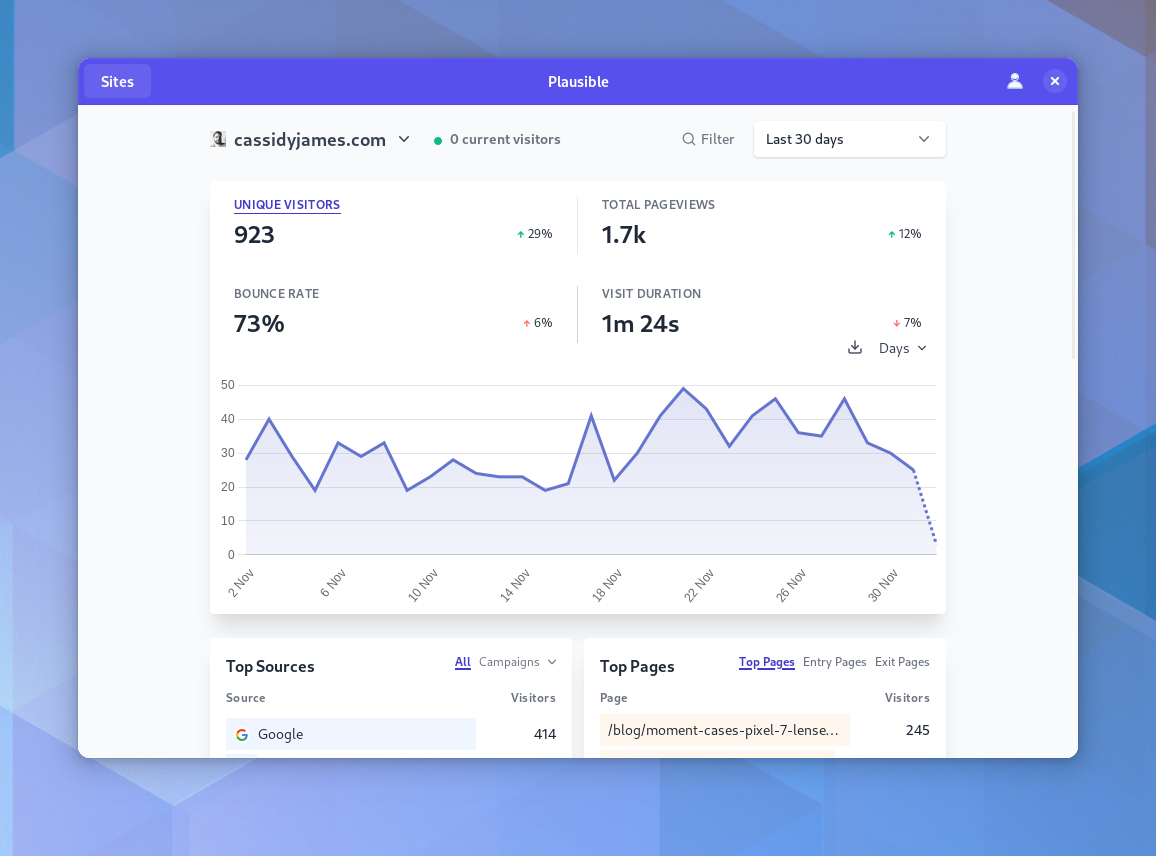 Sites
Plausible
cassidyjames.com
0 current visitors
Filter
Last 30 days
UNIQUE VISITORS
923
29%
TOTAL PAGEVIEWS
1.7k
12%
BOUNCE RATE
73%
6%
VISIT DURATION
1m 24s
7%
Days
50
40
30
20
10
0
2 Nov
6 Nov
10 Nov
14 Nov
18 Nov
22 Nov
26 Nov
30 Nov
Top Sources
All
Campaigns
Source
Visitors
Google
414
Top Pages
Top Pages
Entry Pages
Exit Pages
Page
Visitors
/blog/moment-cases-pixel-7-lense…
245